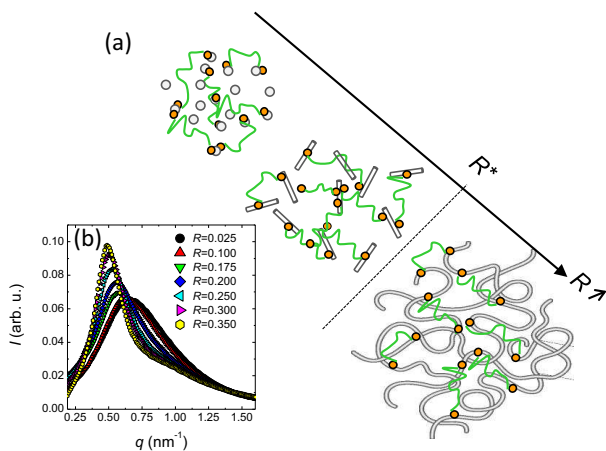 (a)
R*
R↗
(b)
R=0.025
R=0.100
R=0.175
R=0.200
R=0.250
R=0.300
R=0.350
I (arb. u.)
0.10
0.08
0.06
0.04
0.02
0.00
0.25 0.50 0.75 1.00 1.25 1.50
q (nm⁻¹)